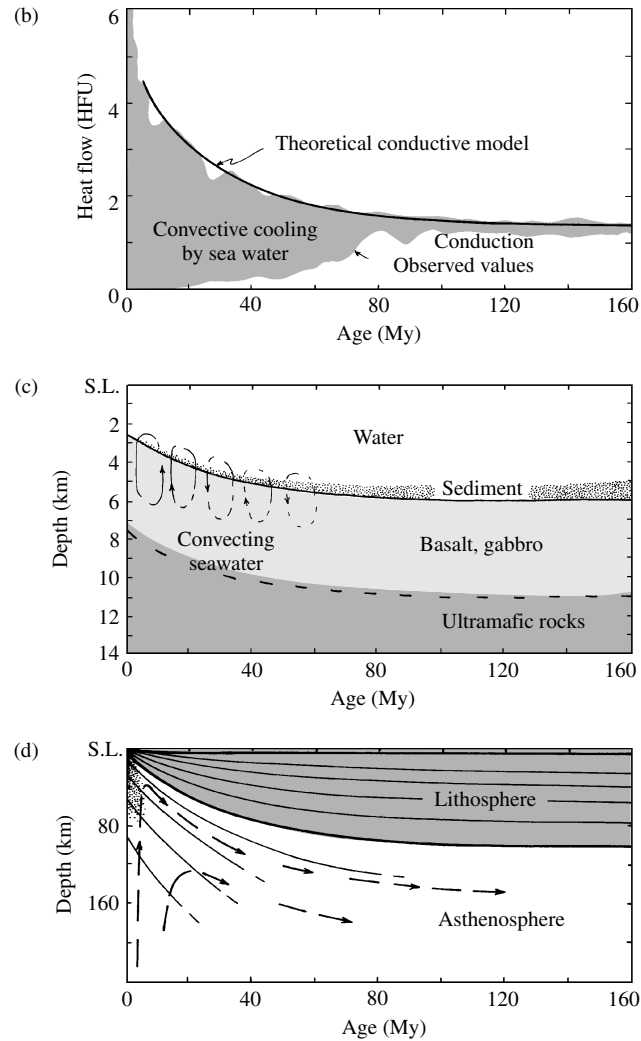 (b)
6
4
2
0
Heat flow (HFU)
Theoretical conductive model
Convective cooling
by sea water
Conduction
Observed values
0
40
80
120
160
Age (My)
(c)
S.L.
2
4
6
8
10
11
14
Depth (km)
Water
Sediment
Convecting
seawater
Basalt, gabbro
Ultramafic rocks
0
40
80
120
160
Age (My)
(d)
S.L.
80
160
Depth (km)
Lithosphere
Asthenosphere
0
40
80
120
160
Age (My)